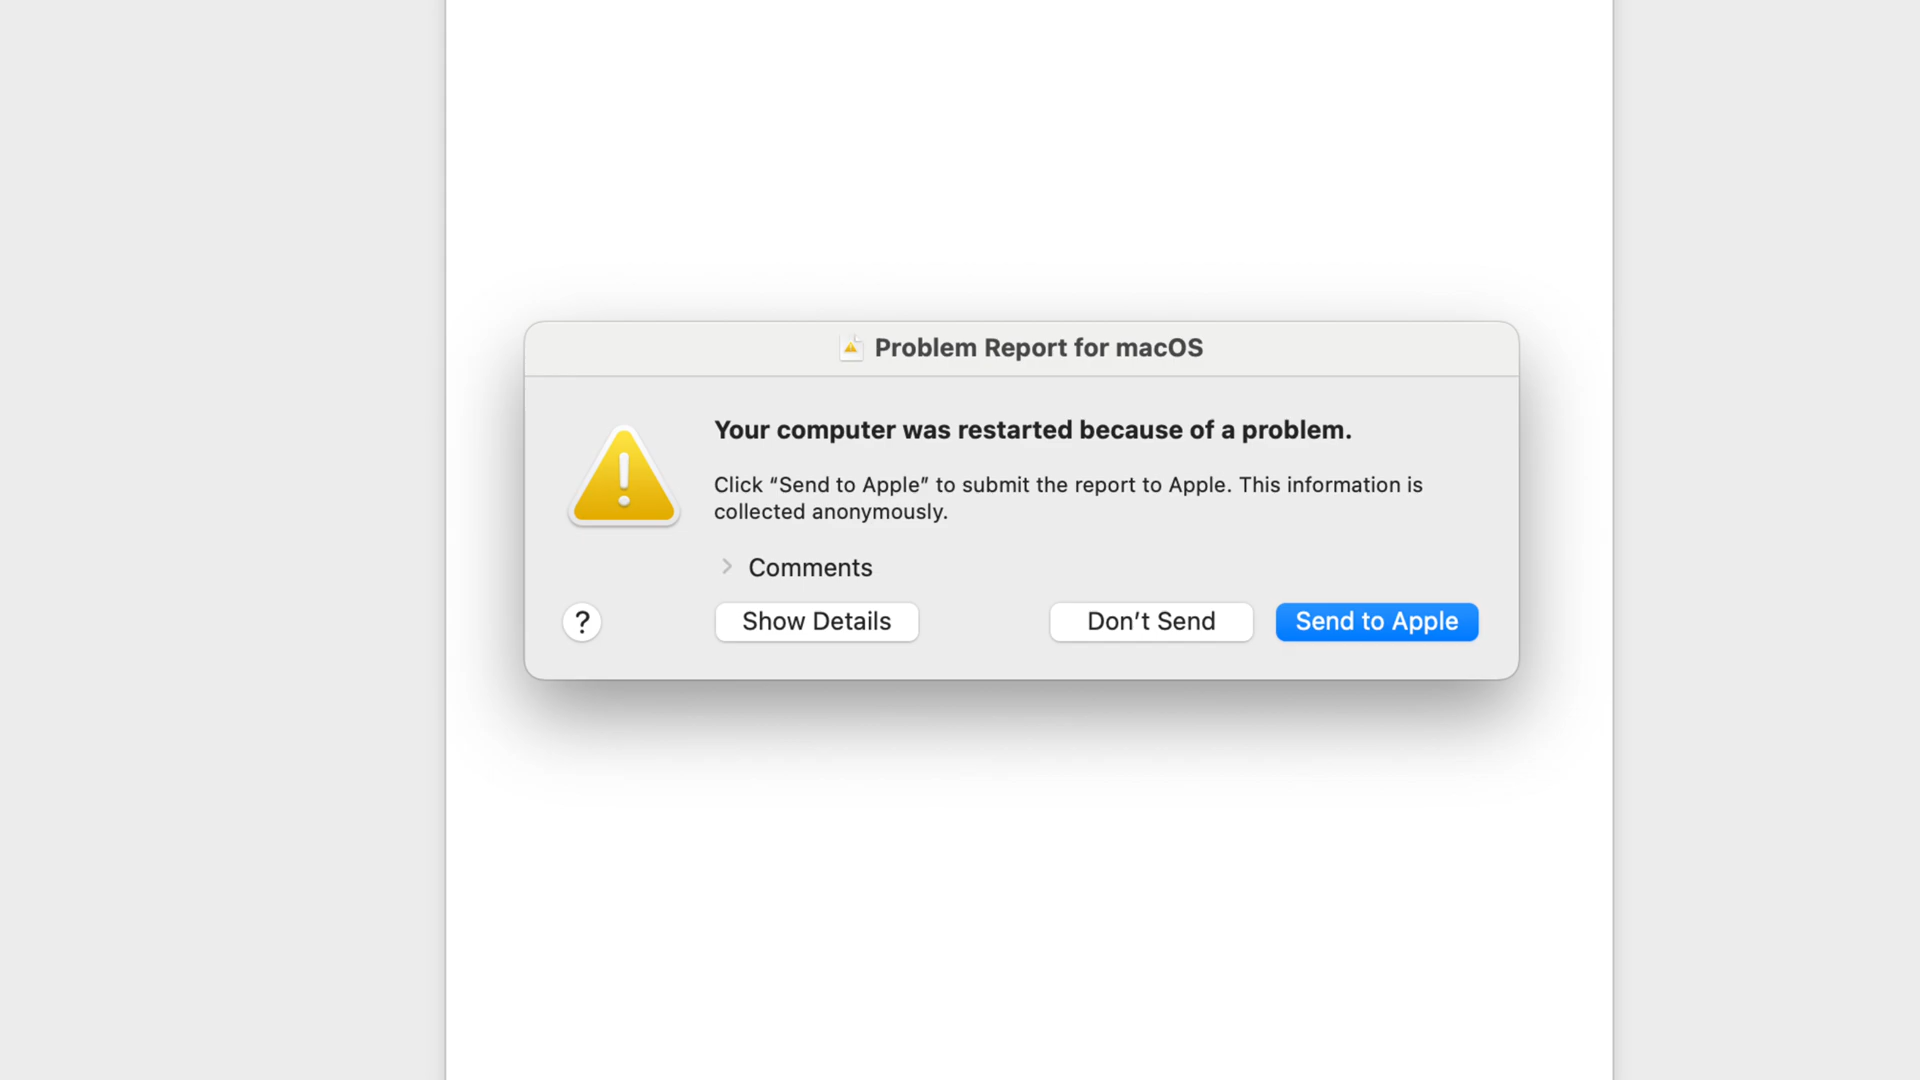 Problem Report for macOS
Your computer was restarted because of a problem.
Click “Send to Apple” to submit the report to Apple. This information is
collected anonymously.
Comments
? Show Details Don’t Send Send to Apple